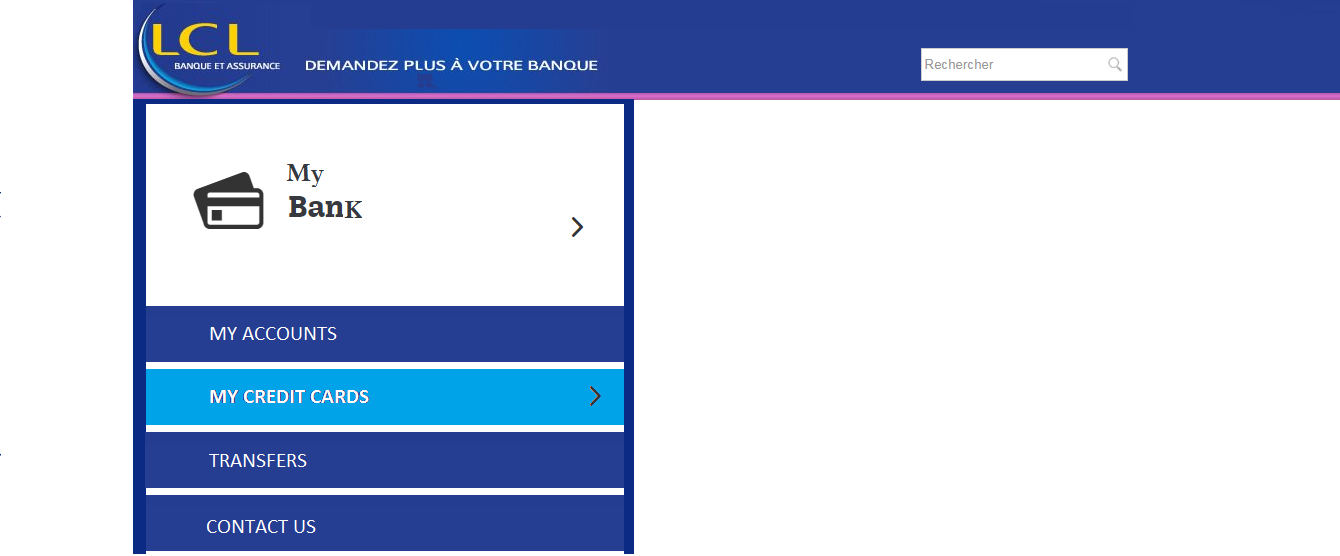 LCL
BANQUE ET ASSURANCE
DEMANDEZ PLUS À VOTRE BANQUE
Rechercher
My
BanK
MY ACCOUNTS
MY CREDIT CARDS
TRANSFERS
CONTACT US